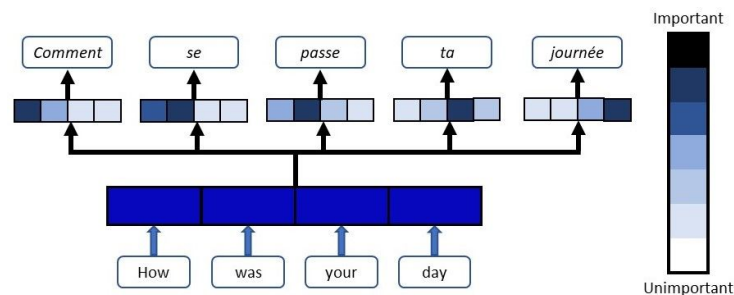 Important
Comment se passe ta journée
How was your day
Unimportant